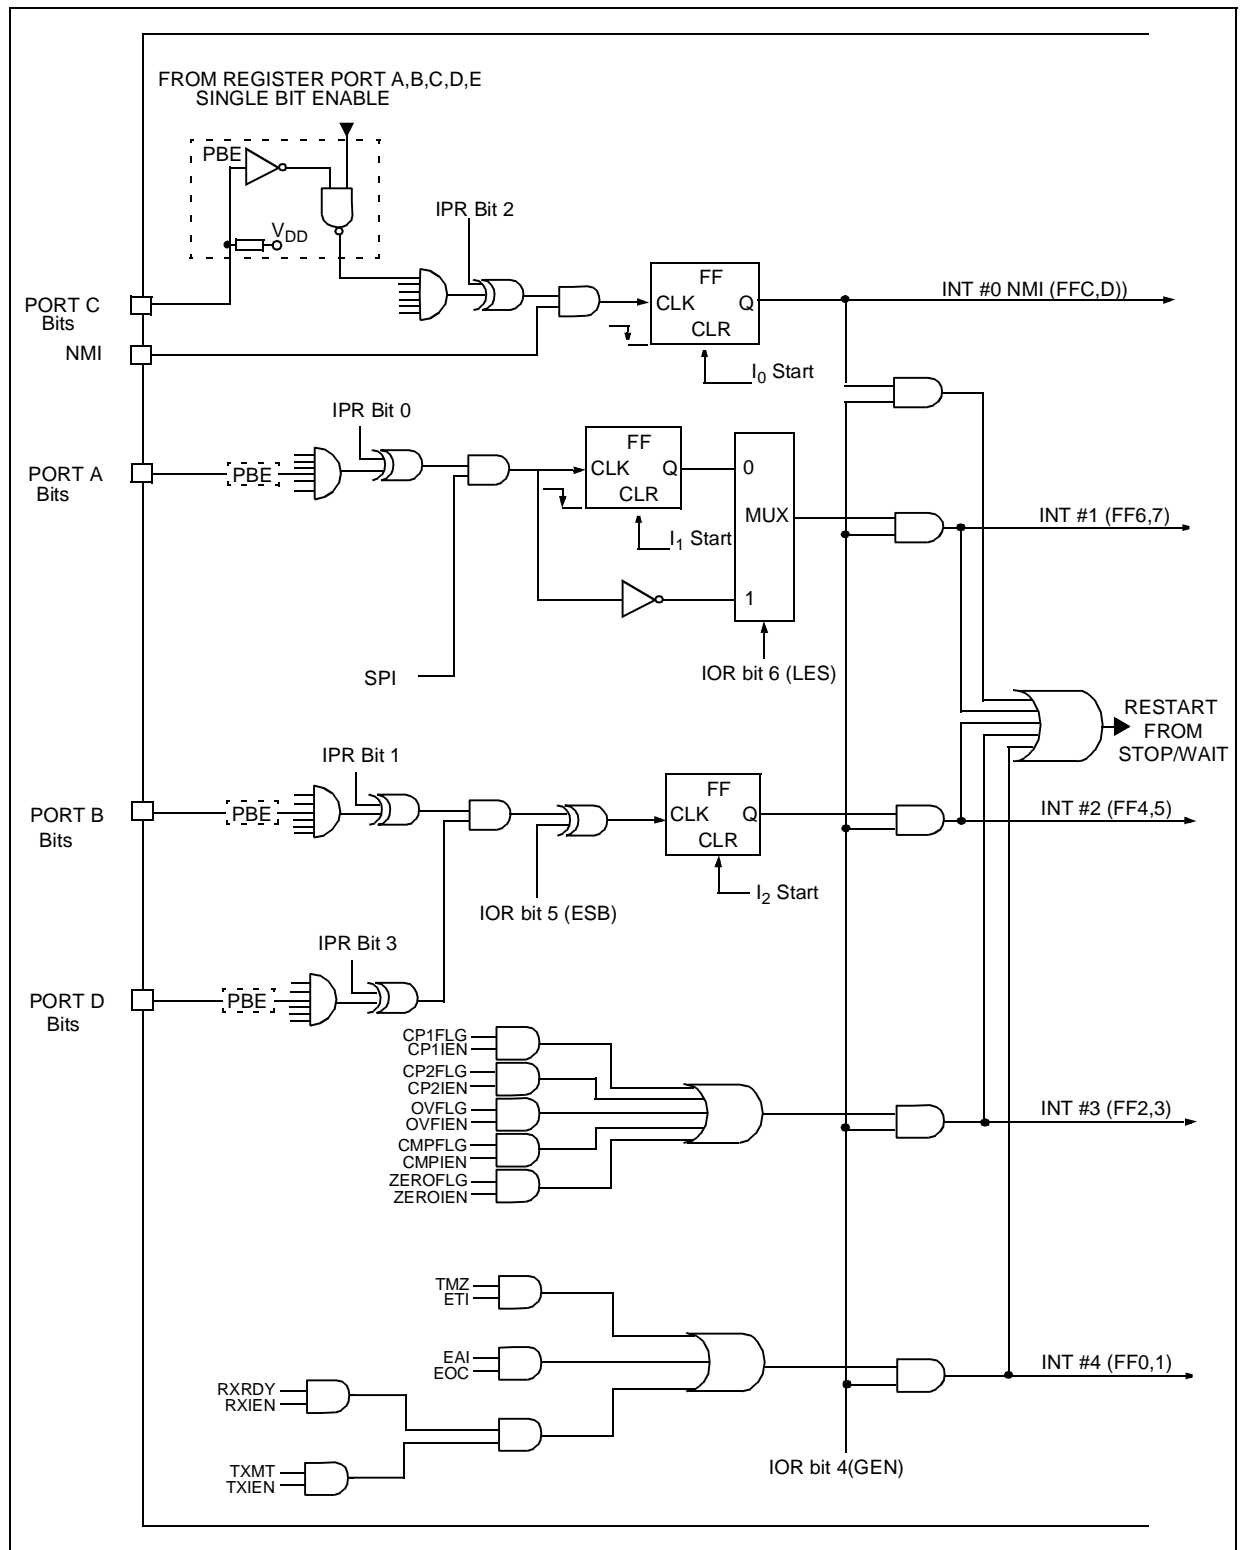 FROM REGISTER PORT A,B,C,D,E
SINGLE BIT ENABLE
PBE
VDD
IPR Bit 2
PORT C
Bits
NMI
FF
CLK Q
CLR
I0 Start
INT #0 NMI (FFC,D))
IPR Bit 0
PORT A
Bits
PBE
FF
CLK Q
CLR
I1 Start
0
MUX
1
INT #1 (FF6,7)
SPI
IOR bit 6 (LES)
RESTART
FROM
STOP/WAIT
IPR Bit 1
PORT B
Bits
PBE
FF
CLK Q
CLR
I2 Start
INT #2 (FF4,5)
IOR bit 5 (ESB)
IPR Bit 3
PORT D
Bits
PBE
CP1FLG
CP1IEN
CP2FLG
CP2IEN
OVFLG
OVFIEN
CMPFLG
CMPIEN
ZEROFLG
ZEROIEN
INT #3 (FF2,3)
TMZ
ETI
EAI
EOC
RXRDY
RXIEN
TXMT
TXIEN
INT #4 (FF0,1)
IOR bit 4(GEN)